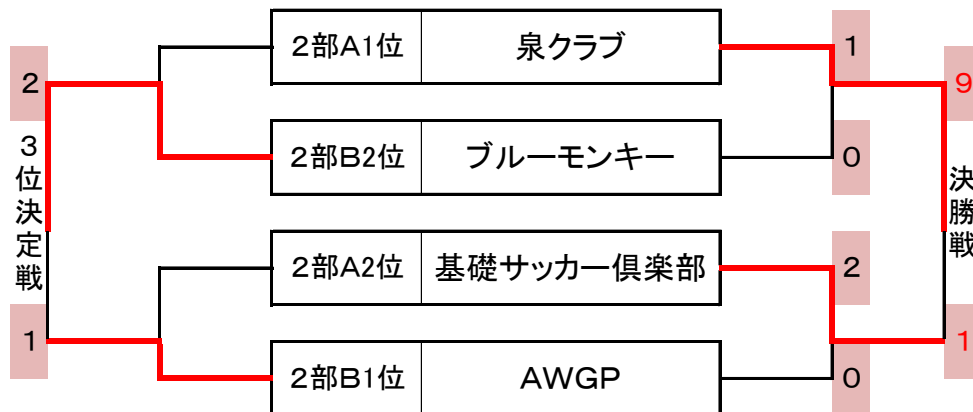 2部A1位 泉クラブ 1
2 9
3位決定戦
2部B2位 ブルーモンキー 0
決勝戦
2部A2位 基礎サッカー倶楽部 2
1 1
2部B1位 AWGP 0